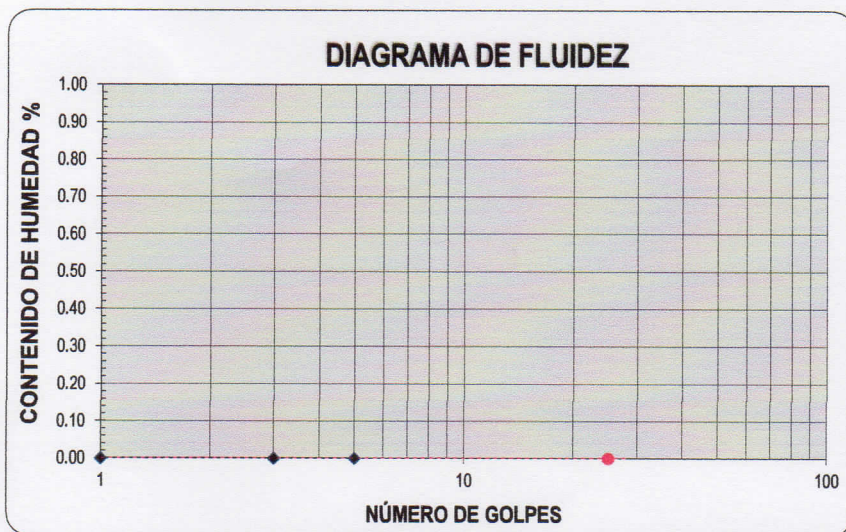 DIAGRAMA DE FLUIDEZ
CONTENIDO DE HUMEDAD %
1.00
0.90
0.80
0.70
0.60
0.50
0.40
0.30
0.20
0.10
0.00
1 10 100
NÚMERO DE GOLPES